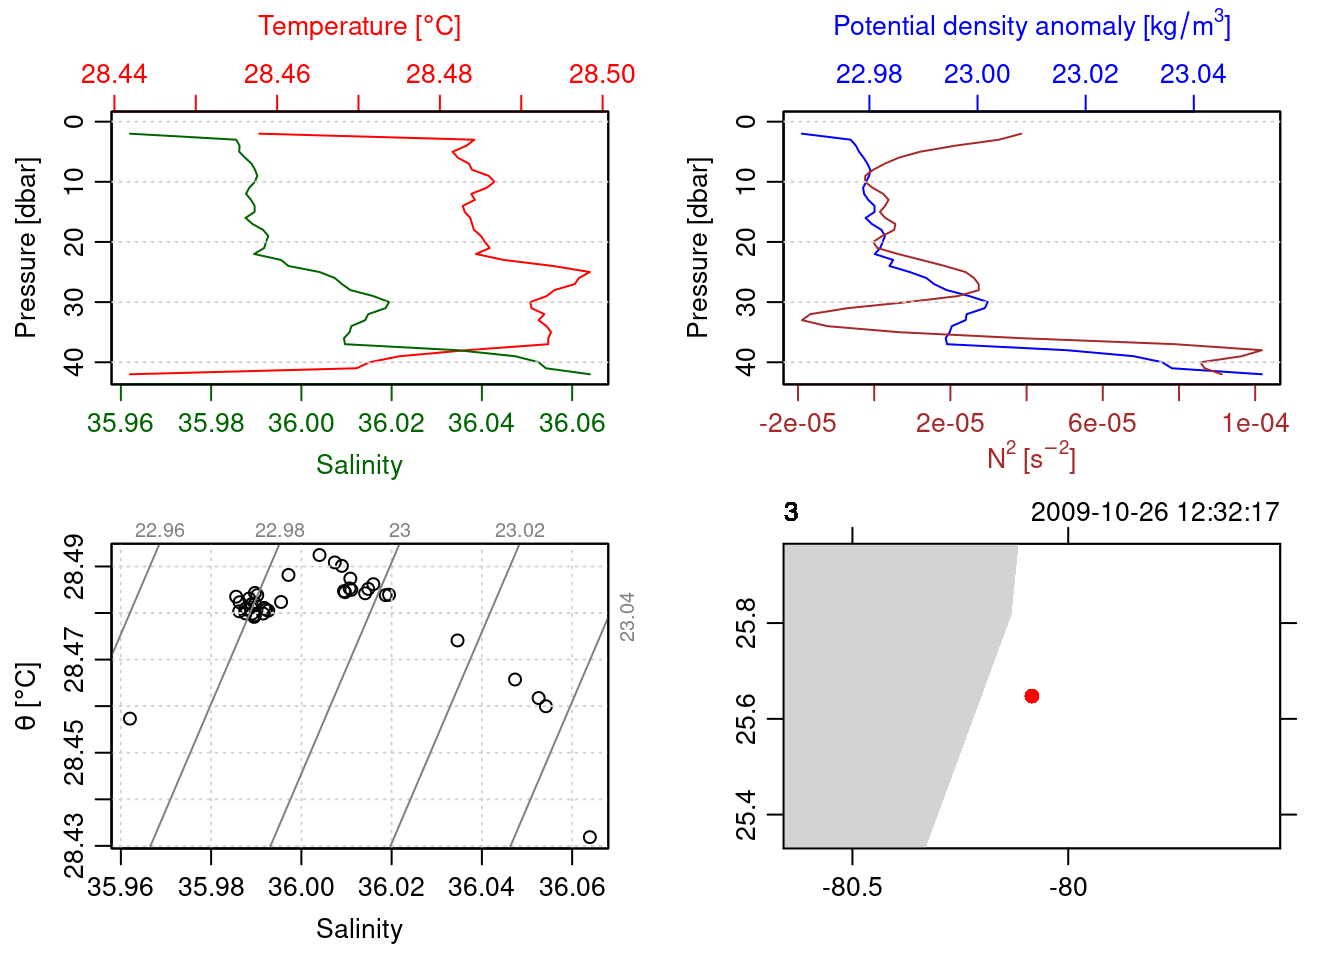 Temperature [°C]
28.44 28.46 28.48 28.50
Pressure [dbar]
0 10 20 30 40
35.96 35.98 36.00 36.02 36.04 36.06
Salinity
Potential density anomaly [kg/m³]
22.98 23.00 23.02 23.04
Pressure [dbar]
0 10 20 30 40
-2e-05 2e-05 6e-05 1e-04
N² [s⁻²]
22.96 22.98 23 23.02
23.04
θ [°C]
28.49 28.47 28.45 28.43
35.96 35.98 36.00 36.02 36.04 36.06
Salinity
3 2009-10-26 12:32:17
25.8 25.6 25.4
-80.5 -80